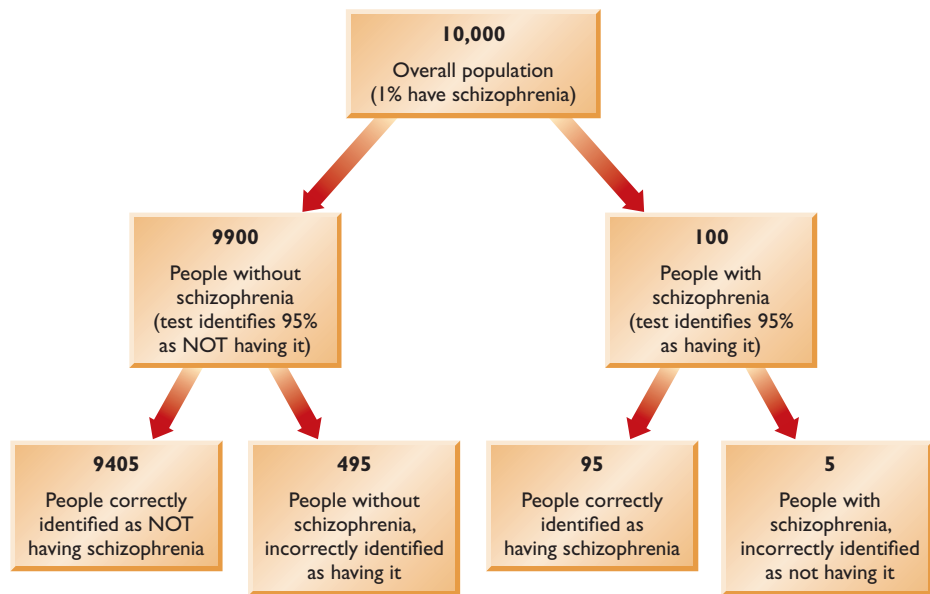 10,000
Overall population
(1% have schizophrenia)
9900
People without
schizophrenia
(test identifies 95%
as NOT having it)
100
People with
schizophrenia
(test identifies 95%
as having it)
9405
People correctly
identified as NOT
having schizophrenia
495
People without
schizophrenia,
incorrectly identified
as having it
95
People correctly
identified as
having schizophrenia
5
People with
schizophrenia,
incorrectly identified
as not having it